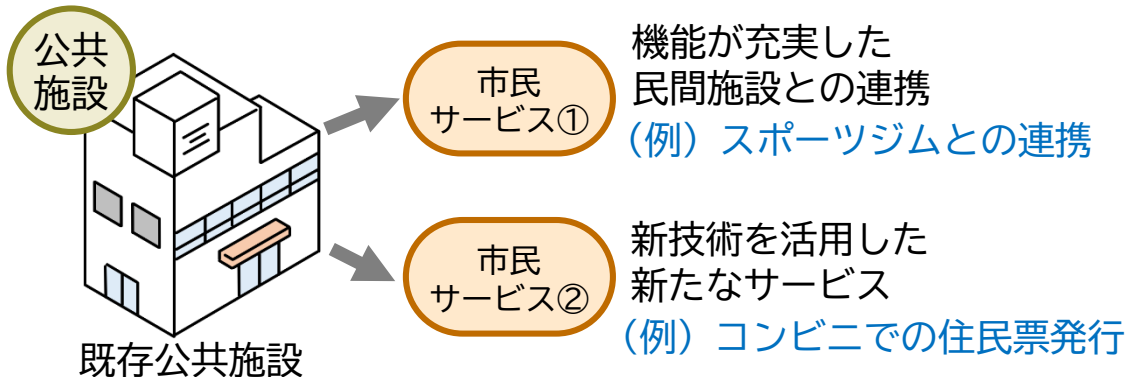 公共
施設
既存公共施設
市民
サービス①
機能が充実した
民間施設との連携
（例）スポーツジムとの連携
市民
サービス②
新技術を活用した
新たなサービス
（例）コンビニでの住民票発行